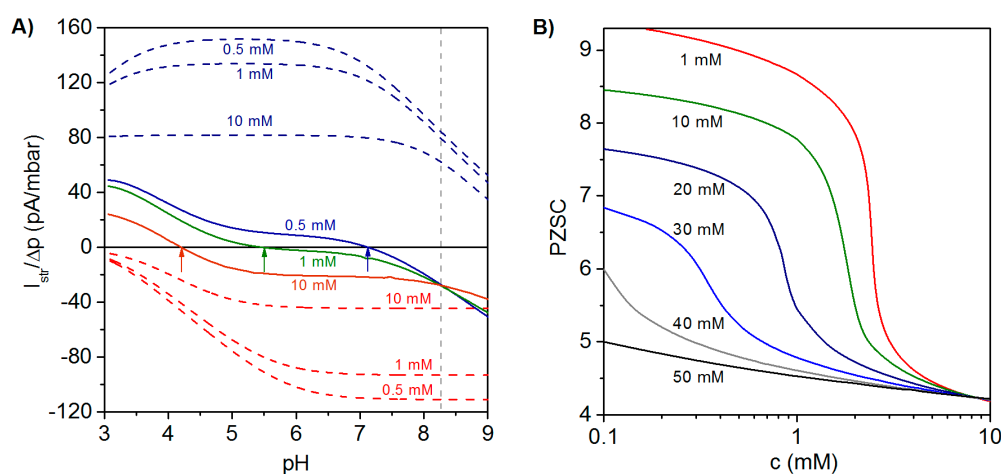 A)
160
120
80
40
0
-40
-80
-120
I_str/Δp (pA/mbar)
0.5 mM
1 mM
10 mM
0.5 mM
1 mM
10 mM
10 mM
1 mM
0.5 mM
3 4 5 6 7 8 9
pH
B)
9
8
7
6
5
4
PZSC
1 mM
10 mM
20 mM
30 mM
40 mM
50 mM
0.1 1 10
c (mM)